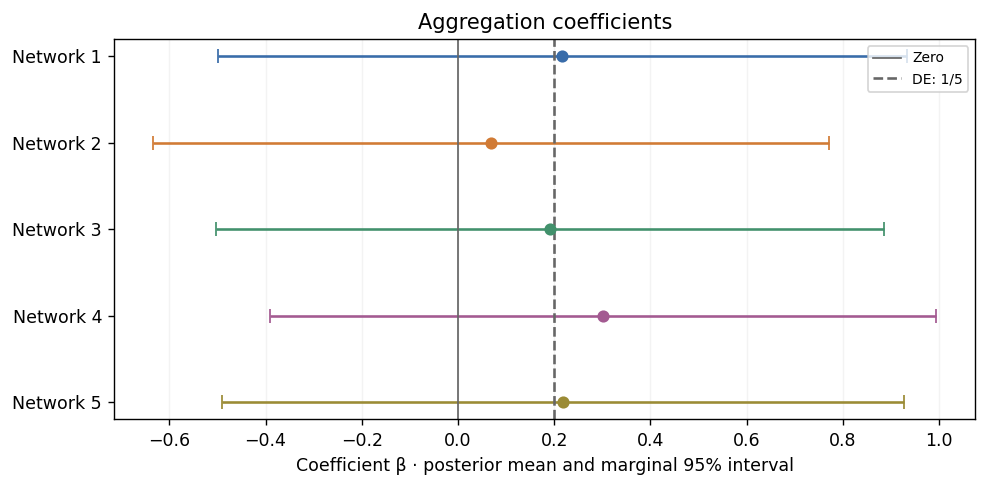 Aggregation coefficients
Network 1
Network 2
Network 3
Network 4
Network 5
Zero
DE: 1/5
−0.6 −0.4 −0.2 0.0 0.2 0.4 0.6 0.8 1.0
Coefficient β · posterior mean and marginal 95% interval